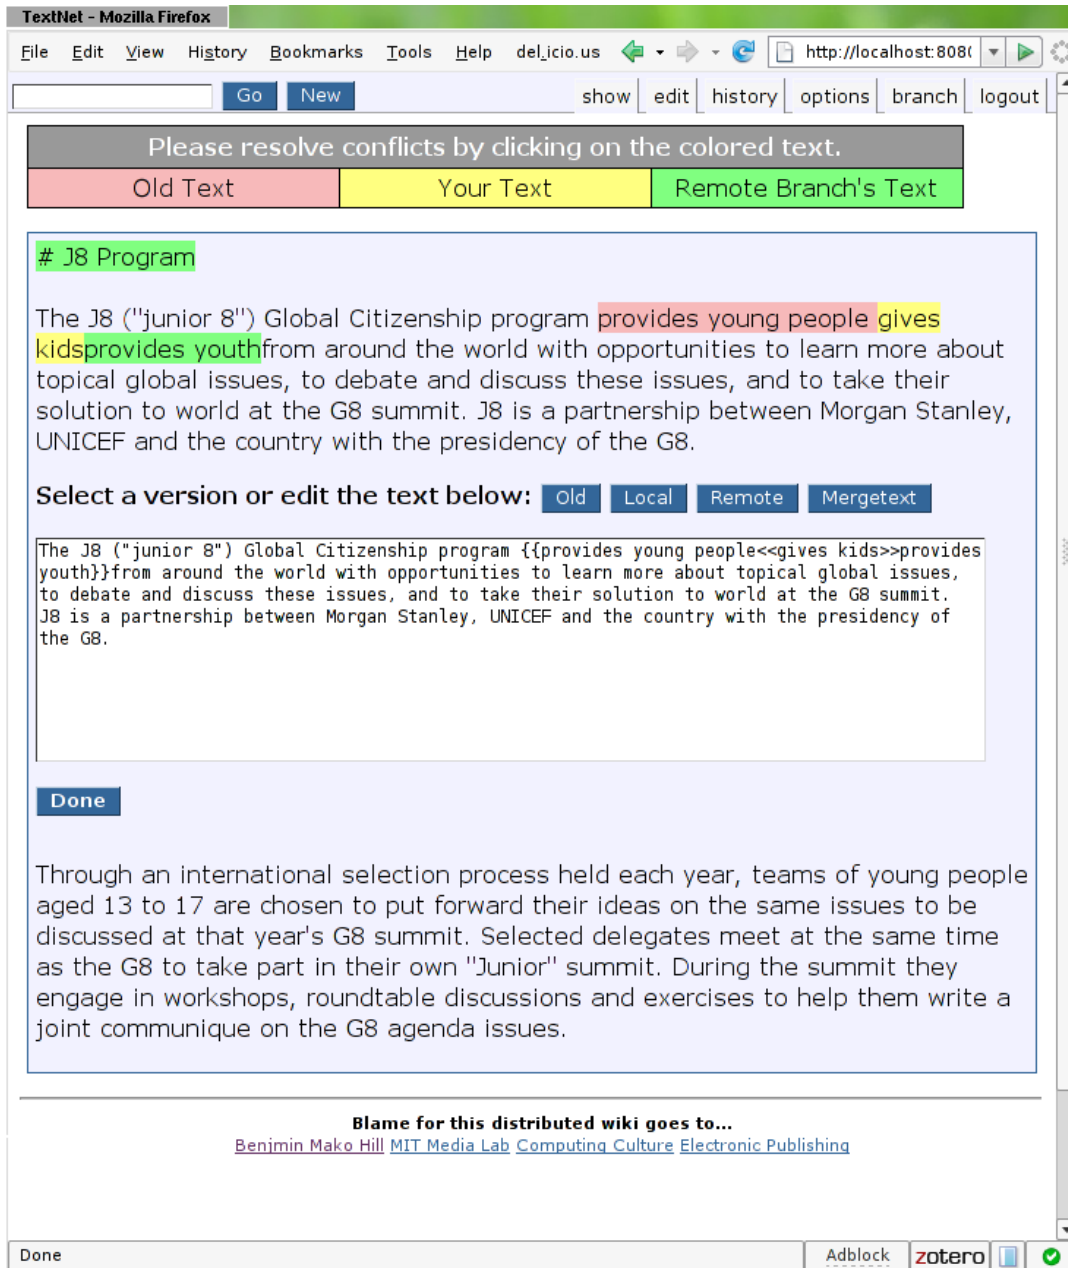 TextNet - Mozilla Firefox
File Edit View History Bookmarks Tools Help del.icio.us http://localhost:808
Go New show edit history options branch logout
Please resolve conflicts by clicking on the colored text.
Old Text Your Text Remote Branch's Text
# J8 Program
The J8 ("junior 8") Global Citizenship program provides young people gives
kidsprovides youthfrom around the world with opportunities to learn more about
topical global issues, to debate and discuss these issues, and to take their
solution to world at the G8 summit. J8 is a partnership between Morgan Stanley,
UNICEF and the country with the presidency of the G8.
Select a version or edit the text below: Old Local Remote Mergetext
The J8 ("junior 8") Global Citizenship program {{provides young people<<gives kids>>provides
youth}}from around the world with opportunities to learn more about topical global issues,
to debate and discuss these issues, and to take their solution to world at the G8 summit.
J8 is a partnership between Morgan Stanley, UNICEF and the country with the presidency of
the G8.
Done
Through an international selection process held each year, teams of young people
aged 13 to 17 are chosen to put forward their ideas on the same issues to be
discussed at that year's G8 summit. Selected delegates meet at the same time
as the G8 to take part in their own "Junior" summit. During the summit they
engage in workshops, roundtable discussions and exercises to help them write a
joint communique on the G8 agenda issues.
Blame for this distributed wiki goes to...
Benjmin Mako Hill MIT Media Lab Computing Culture Electronic Publishing
Done Adblock zotero